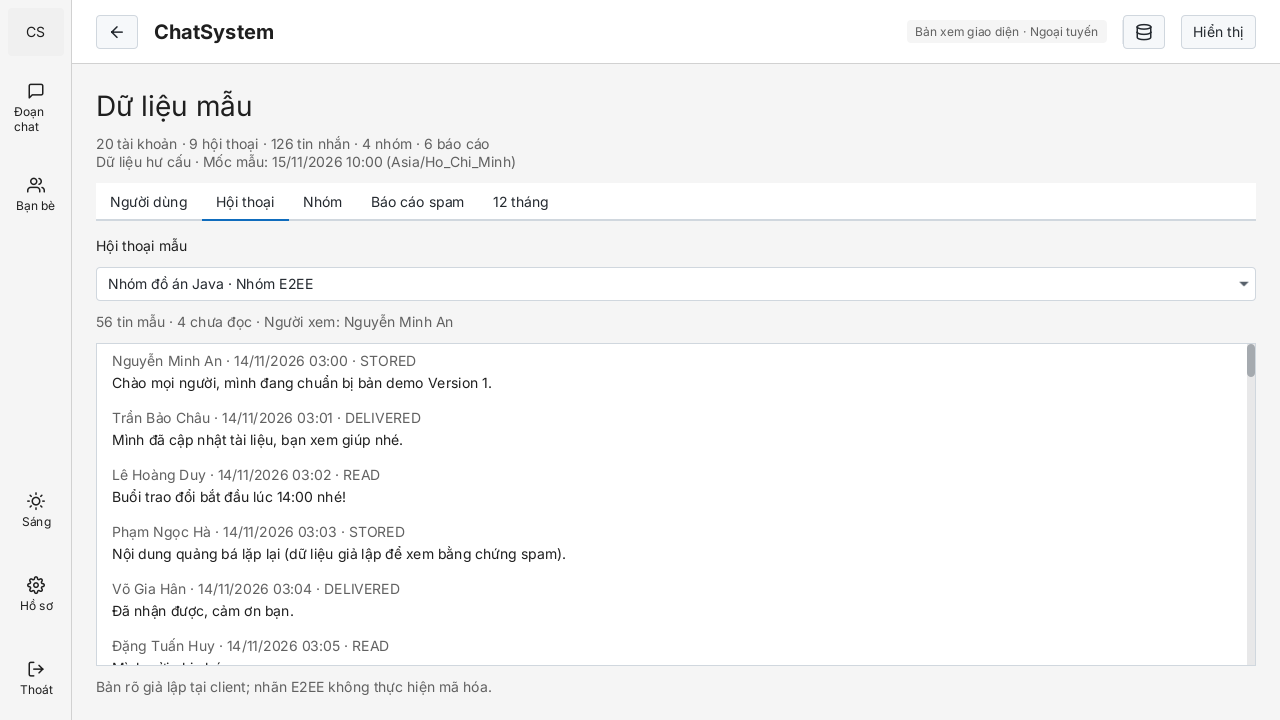 CS
Đoạn
chat
Bạn bè
Sáng
Hồ sơ
Thoát
ChatSystem
Bản xem giao diện · Ngoại tuyến
Hiển thị
Dữ liệu mẫu
20 tài khoản · 9 hội thoại · 126 tin nhắn · 4 nhóm · 6 báo cáo
Dữ liệu hư cấu · Mốc mẫu: 15/11/2026 10:00 (Asia/Ho_Chi_Minh)
Người dùng
Hội thoại
Nhóm
Báo cáo spam
12 tháng
Hội thoại mẫu
Nhóm đồ án Java · Nhóm E2EE
56 tin mẫu · 4 chưa đọc · Người xem: Nguyễn Minh An
Nguyễn Minh An · 14/11/2026 03:00 · STORED
Chào mọi người, mình đang chuẩn bị bản demo Version 1.
Trần Bảo Châu · 14/11/2026 03:01 · DELIVERED
Mình đã cập nhật tài liệu, bạn xem giúp nhé.
Lê Hoàng Duy · 14/11/2026 03:02 · READ
Buổi trao đổi bắt đầu lúc 14:00 nhé!
Phạm Ngọc Hà · 14/11/2026 03:03 · STORED
Nội dung quảng bá lặp lại (dữ liệu giả lập để xem bằng chứng spam).
Võ Gia Hân · 14/11/2026 03:04 · DELIVERED
Đã nhận được, cảm ơn bạn.
Đặng Tuấn Huy · 14/11/2026 03:05 · READ
Bản rõ giả lập tại client; nhãn E2EE không thực hiện mã hóa.